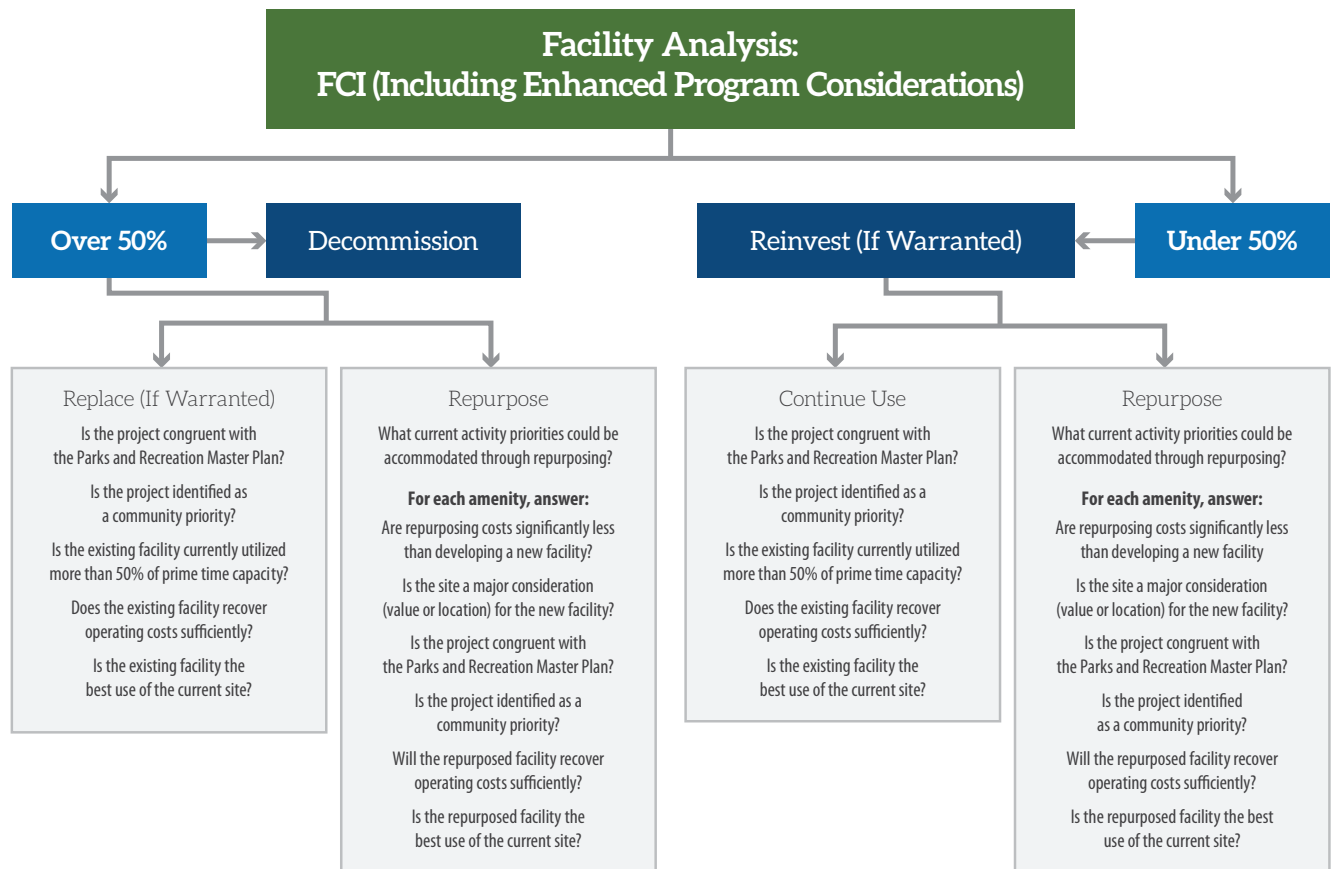 Facility Analysis:
FCI (Including Enhanced Program Considerations)
Over 50%
Decommission
Reinvest (If Warranted)
Under 50%
Replace (If Warranted)
Is the project congruent with
the Parks and Recreation Master Plan?
Is the project identified as
a community priority?
Is the existing facility currently utilized
more than 50% of prime time capacity?
Does the existing facility recover
operating costs sufficiently?
Is the existing facility the
best use of the current site?
Repurpose
What current activity priorities could be
accommodated through repurposing?
For each amenity, answer:
Are repurposing costs significantly less
than developing a new facility?
Is the site a major consideration
(value or location) for the new facility?
Is the project congruent with
the Parks and Recreation Master Plan?
Is the project identified as a
community priority?
Will the repurposed facility recover
operating costs sufficiently?
Is the repurposed facility the
best use of the current site?
Continue Use
Is the project congruent with
the Parks and Recreation Master Plan?
Is the project identified as a
community priority?
Is the existing facility currently utilized
more than 50% of prime time capacity?
Does the existing facility recover
operating costs sufficiently?
Is the existing facility the
best use of the current site?
Repurpose
What current activity priorities could be
accommodated through repurposing?
For each amenity, answer:
Are repurposing costs significantly less
than developing a new facility
Is the site a major consideration
(value or location) for the new facility?
Is the project congruent with
the Parks and Recreation Master Plan?
Is the project identified
as a community priority?
Will the repurposed facility recover
operating costs sufficiently?
Is the repurposed facility the best
use of the current site?